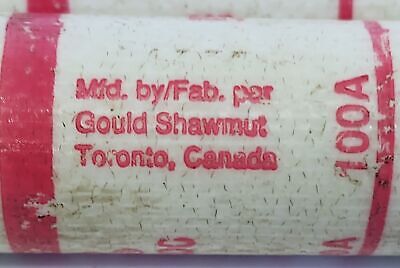 Mfd. by/Fab. par
Gould Shawmut
Toronto, Canada
100A